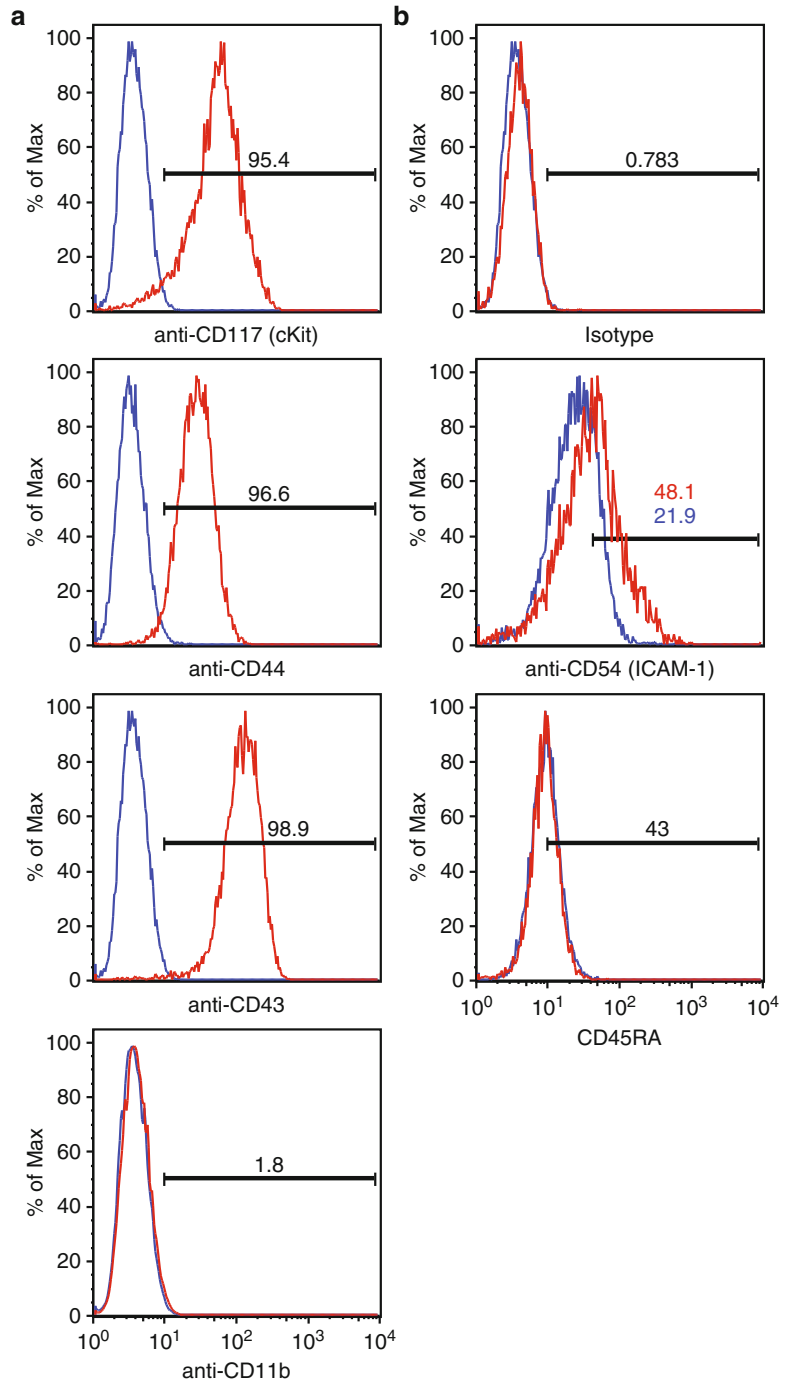 a
100
80
60
40
20
0
% of Max
95.4
anti-CD117 (cKit)
100
80
60
40
20
0
% of Max
96.6
anti-CD44
100
80
60
40
20
0
% of Max
98.9
anti-CD43
100
80
60
40
20
0
% of Max
1.8
10⁰ 10¹ 10² 10³ 10⁴
anti-CD11b
b
100
80
60
40
20
0
% of Max
0.783
Isotype
100
80
60
40
20
0
% of Max
48.1
21.9
anti-CD54 (ICAM-1)
100
80
60
40
20
0
% of Max
43
10⁰ 10¹ 10² 10³ 10⁴
CD45RA